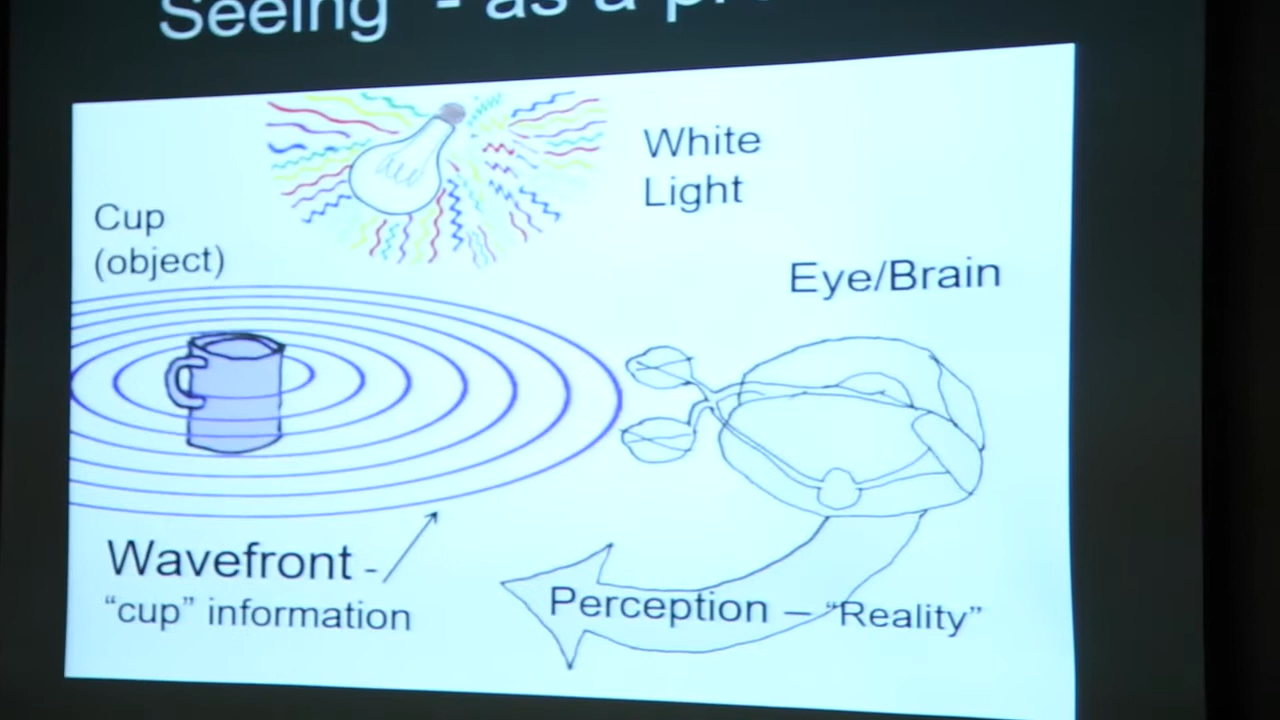 Seeing - as a
White
Light
Cup
(object)
Eye/Brain
Wavefront -
“cup” information
Perception – “Reality”